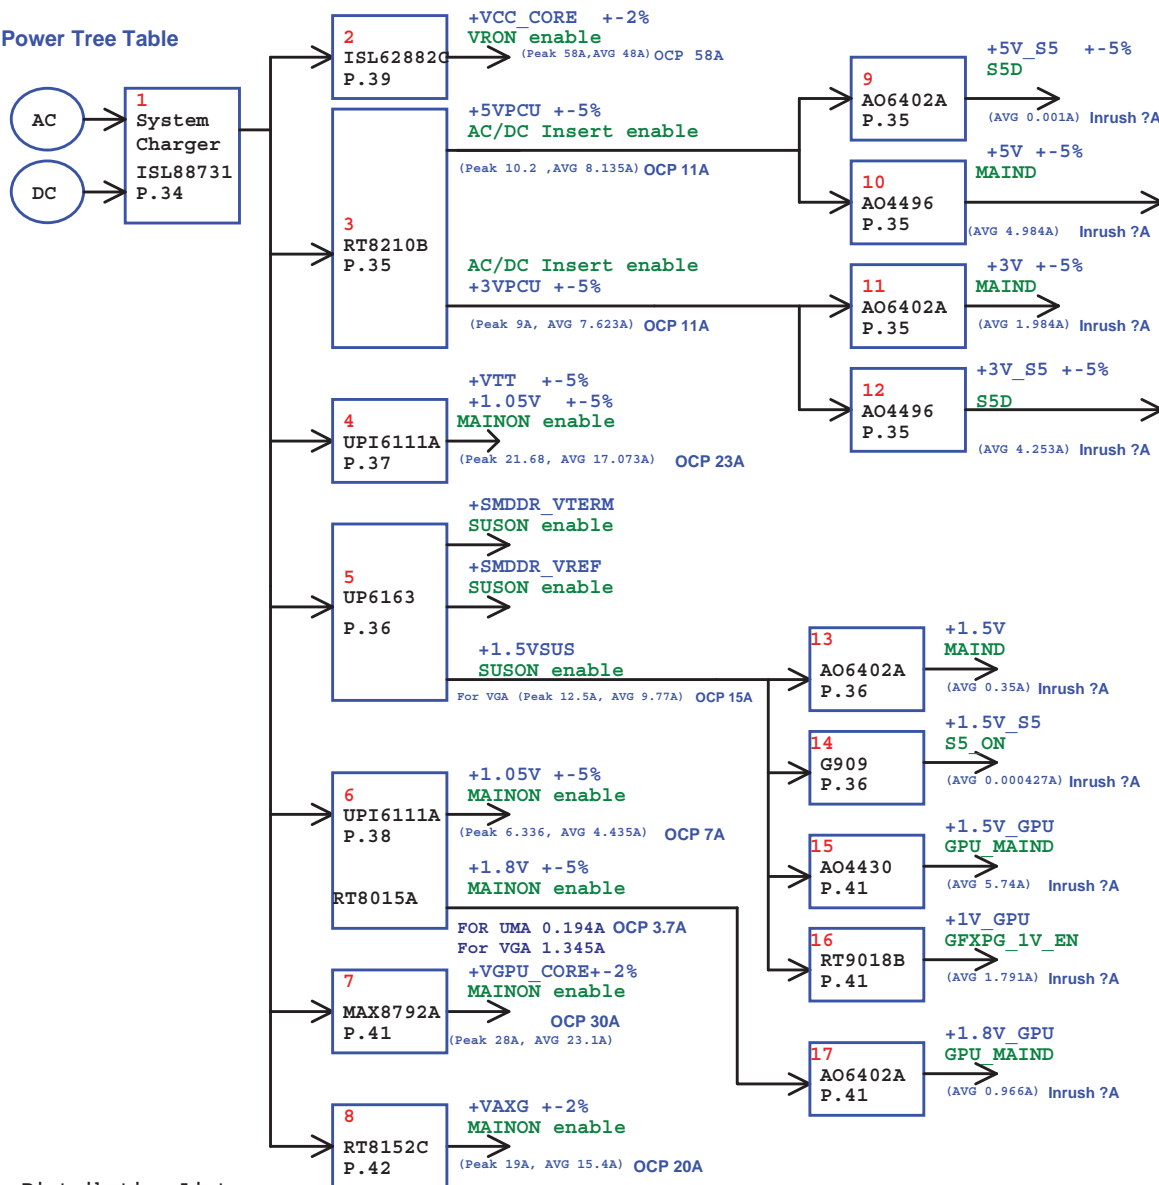 Power Tree Table
AC
DC
1
System
Charger
ISL88731
P.34
2
ISL62882C
P.39
+VCC_CORE +-2%
VRON enable
(Peak 58A,AVG 48A) OCP 58A
3
RT8210B
P.35
+5VPCU +-5%
AC/DC Insert enable
(Peak 10.2 ,AVG 8.135A) OCP 11A
AC/DC Insert enable
+3VPCU +-5%
(Peak 9A, AVG 7.623A) OCP 11A
9
AO6402A
P.35
+5V_S5 +-5%
S5D
(AVG 0.001A) Inrush ?A
10
AO4496
P.35
+5V +-5%
MAIND
(AVG 4.984A) Inrush ?A
11
AO6402A
P.35
+3V +-5%
MAIND
(AVG 1.984A) Inrush ?A
12
AO4496
P.35
+3V_S5 +-5%
S5D
(AVG 4.253A) Inrush ?A
4
UPI6111A
P.37
+VTT +-5%
+1.05V +-5%
MAINON enable
(Peak 21.68, AVG 17.073A) OCP 23A
5
UP6163
P.36
+SMDDR_VTERM
SUSON enable
+SMDDR_VREF
SUSON enable
+1.5VSUS
SUSON enable
For VGA (Peak 12.5A, AVG 9.77A) OCP 15A
13
AO6402A
P.36
+1.5V
MAIND
(AVG 0.35A) Inrush ?A
14
G909
P.36
+1.5V_S5
S5_ON
(AVG 0.000427A) Inrush ?A
15
AO4430
P.41
+1.5V_GPU
GPU_MAIND
(AVG 5.74A) Inrush ?A
16
RT9018B
P.41
+1V_GPU
GFXPG_1V_EN
(AVG 1.791A) Inrush ?A
6
UPI6111A
P.38
RT8015A
+1.05V +-5%
MAINON enable
(Peak 6.336, AVG 4.435A) OCP 7A
+1.8V +-5%
MAINON enable
FOR UMA 0.194A OCP 3.7A
For VGA 1.345A
17
AO6402A
P.41
+1.8V_GPU
GPU_MAIND
(AVG 0.966A) Inrush ?A
7
MAX8792A
P.41
+VGPU_CORE+-2%
MAINON enable
OCP 30A
(Peak 28A, AVG 23.1A)
8
RT8152C
P.42
+VAXG +-2%
MAINON enable
(Peak 19A, AVG 15.4A) OCP 20A